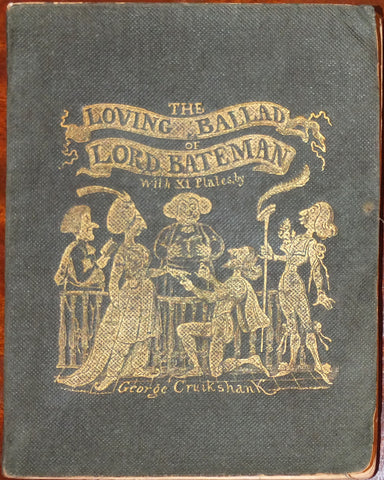 THE
LOVING BALLAD
OF
LORD BATEMAN
With XI Plates, by
George Cruikshank